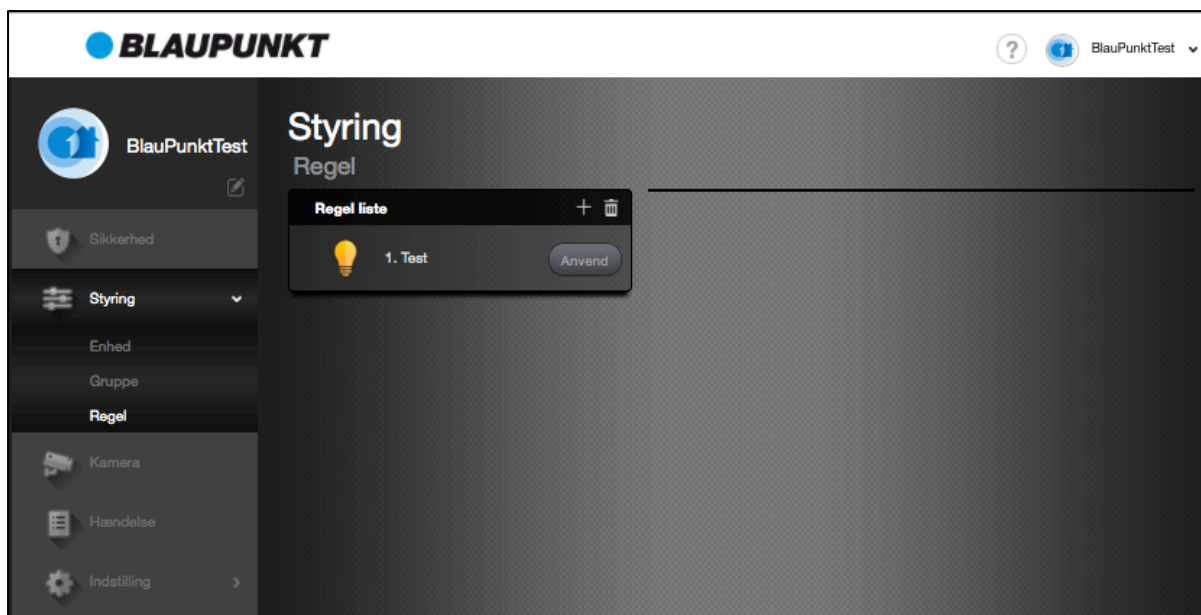 BLAUPUNKT
?
BlauPunktTest
BlauPunktTest
Sikkerhed
Styring
Enhed
Gruppe
Regel
Kamera
Hændelse
Indstilling
Styring
Regel
Regel liste
1. Test
Anvend